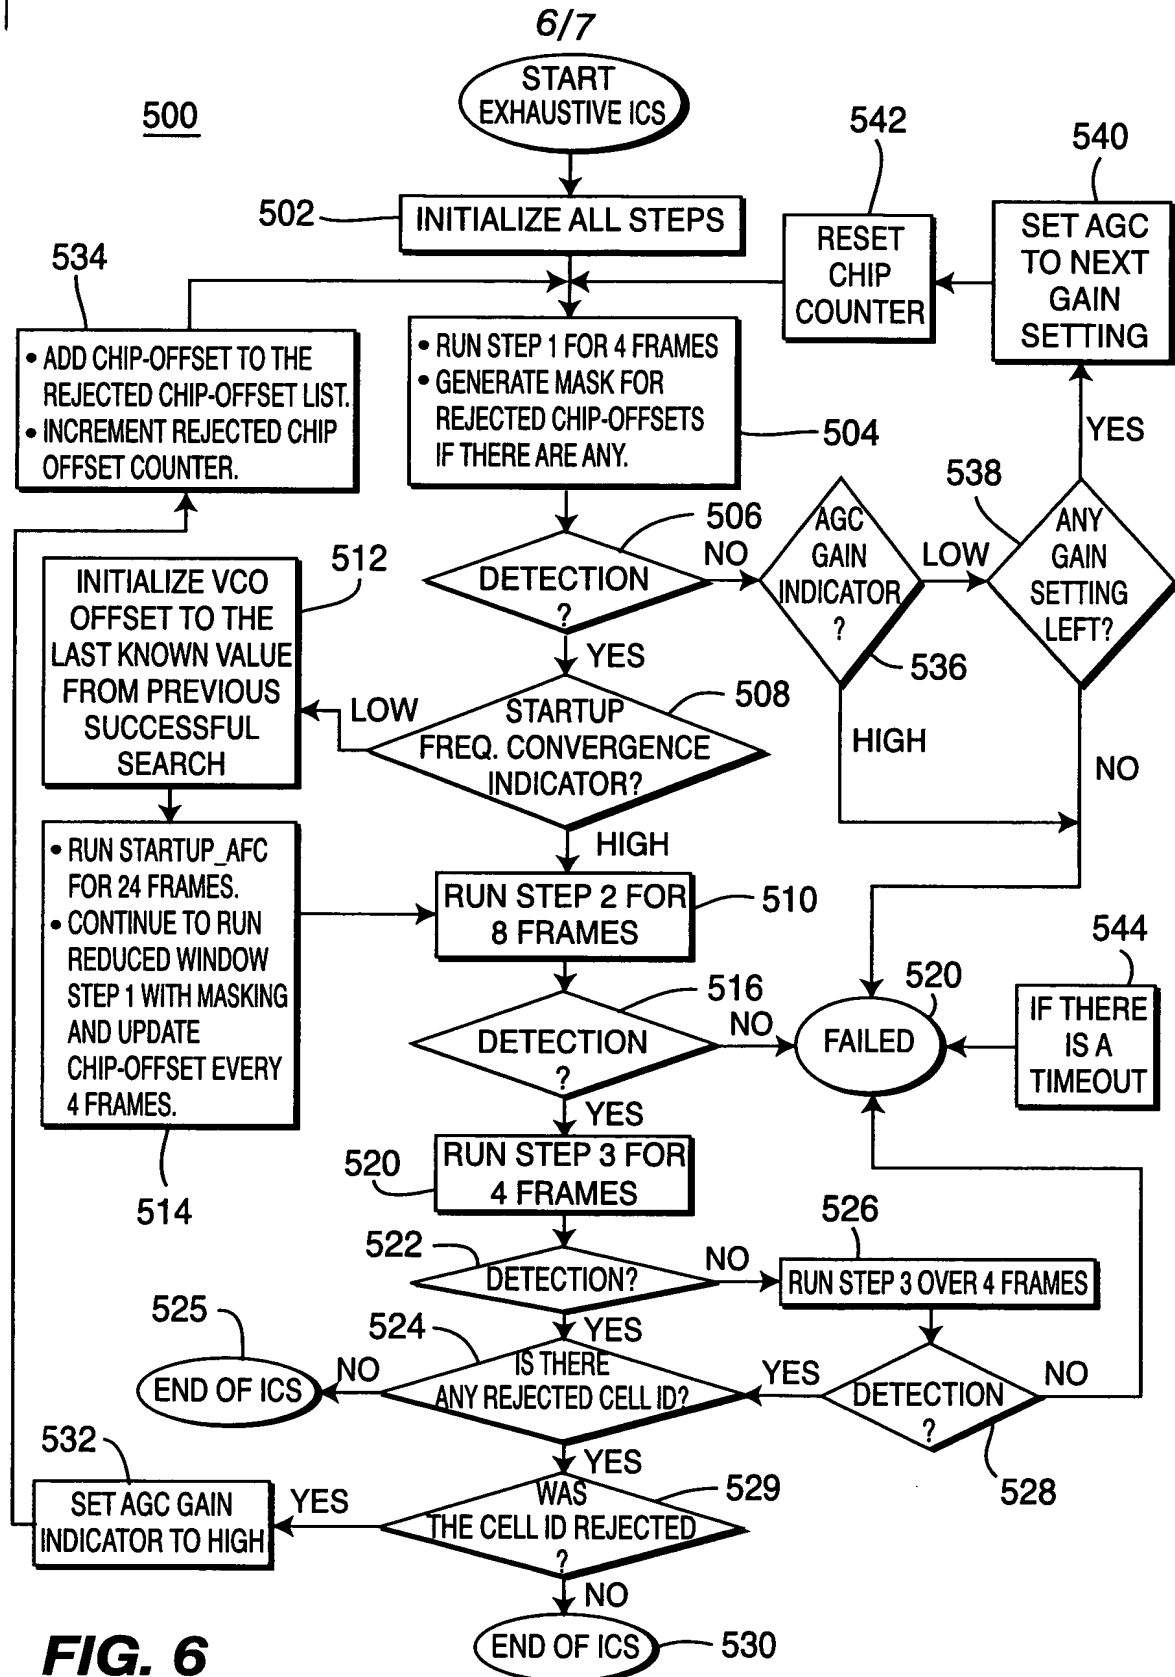 6/7
START
EXHAUSTIVE ICS
500
502
INITIALIZE ALL STEPS
542
RESET
CHIP
COUNTER
540
SET AGC
TO NEXT
GAIN
SETTING
534
• ADD CHIP-OFFSET TO THE
REJECTED CHIP-OFFSET LIST.
• INCREMENT REJECTED CHIP
OFFSET COUNTER.
• RUN STEP 1 FOR 4 FRAMES
• GENERATE MASK FOR
REJECTED CHIP-OFFSETS
IF THERE ARE ANY.
504
YES
506
DETECTION
?
NO
AGC
GAIN
INDICATOR
?
536
LOW
538
ANY
GAIN
SETTING
LEFT?
HIGH
NO
YES
512
INITIALIZE VCO
OFFSET TO THE
LAST KNOWN VALUE
FROM PREVIOUS
SUCCESSFUL
SEARCH
LOW
508
STARTUP
FREQ. CONVERGENCE
INDICATOR?
HIGH
• RUN STARTUP_AFC
FOR 24 FRAMES.
• CONTINUE TO RUN
REDUCED WINDOW
STEP 1 WITH MASKING
AND UPDATE
CHIP-OFFSET EVERY
4 FRAMES.
514
RUN STEP 2 FOR
8 FRAMES
510
516
DETECTION
?
NO
520
FAILED
544
IF THERE
IS A
TIMEOUT
YES
520
RUN STEP 3 FOR
4 FRAMES
522
DETECTION?
NO
526
RUN STEP 3 OVER 4 FRAMES
YES
525
END OF ICS
NO
524
IS THERE
ANY REJECTED CELL ID?
YES
DETECTION
?
NO
528
YES
532
SET AGC GAIN
INDICATOR TO HIGH
YES
529
WAS
THE CELL ID REJECTED
?
NO
END OF ICS
530
FIG. 6